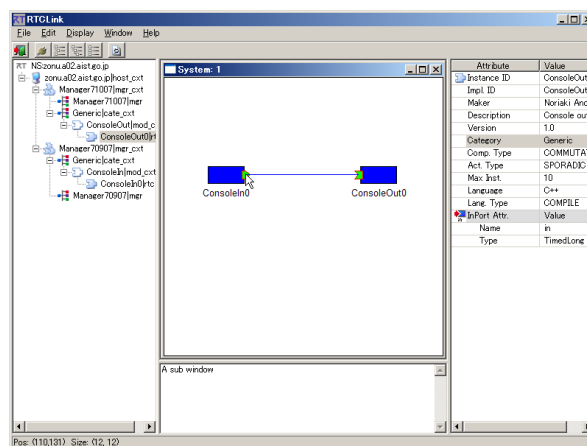 RTCLink
File Edit Display Window Help
NS:zonu.a02.aist.go.jp
zonu.a02.aist.go.jp|host_cxt
Manager71007|mgr_cxt
Manager71007|mgr
Generic|cate_cxt
ConsoleOut|mod_c
ConsoleOut0|rt
Manager70907|mgr_cxt
Generic|cate_cxt
ConsoleIn|mod_cxt
ConsoleIn0|rtc
Manager70907|mgr
System: 1
ConsoleIn0
ConsoleOut0
A sub window
Attribute Value
Instance ID ConsoleOut
Impl. ID ConsoleOut
Maker Noriaki And
Description Console ou
Version 1.0
Category Generic
Comp. Type COMMUTA
Act. Type SPORADIC
Max Inst. 10
Language C++
Lang. Type COMPILE
InPort Attr. Value
Name in
Type TimedLong
Pos: (110,131) Size: (12, 12)